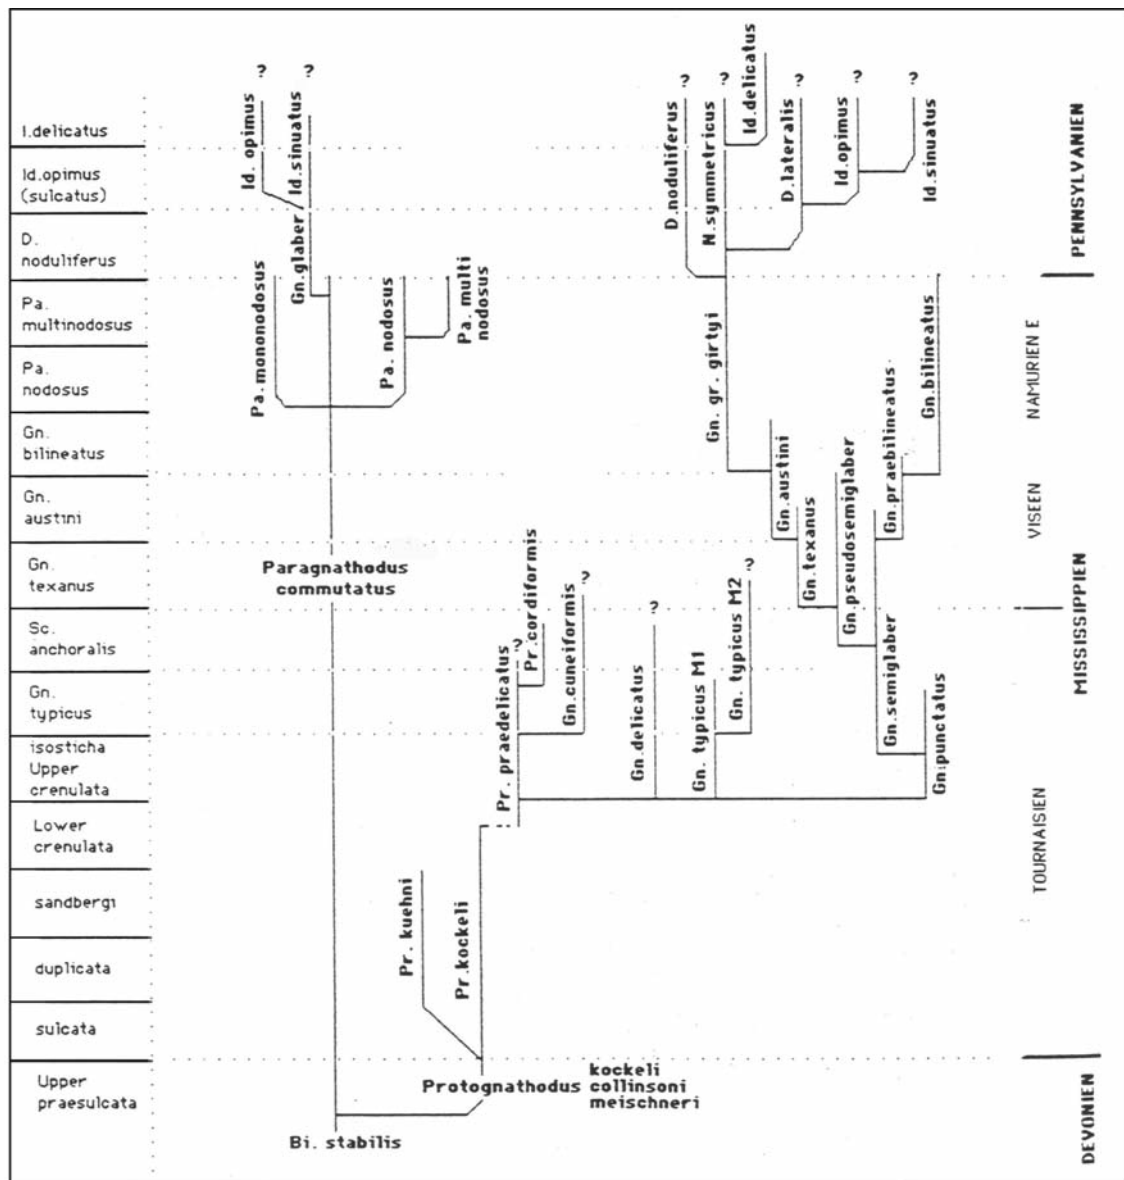 I.delicatus
Id.opimus
(sulcatus)
D.
noduliferus
Pa.
multinodosus
Pa.
nodosus
Gn.
bilineatus
Gn.
austini
Gn.
texanus
Sc.
anchoralis
Gn.
typicus
isosticha
Upper
crenulata
Lower
crenulata
sandbergi
duplicata
sulcata
Upper
praesulcata
Id. opimus ?
Id.sinuatus ?
Gn.glaber
Pa. mononodosus
Pa. nodosus
Pa. multi
nodosus
Paragnathodus
commutatus
Bi. stabilis
Pr. kuehni
Pr.kockeli
Protognathodus
kockeli
collinsoni
meischneri
Pr. praedelicatus ?
Pr.cordiformis
Gn.cuneiformis ?
Gn.delicatus ?
Gn. typicus M1
Gn. typicus M2 ?
D.noduliferus ?
N.symmetricus ?
Id.delicatus
D.lateralis ?
Id.opimus ?
Id.sinuatus ?
Gn. gr. girtyi
Gn.austini
Gn.texanus
Gn.pseudosemiglaber
Gn.praebilineatus
Gn.bilineatus
Gn.semiglaber
Gn.punctatus
PENNSYLVANIEN
NAMURIEN E
VISEEN
MISSISSIPPIEN
TOURNAISIEN
DEVONIEN